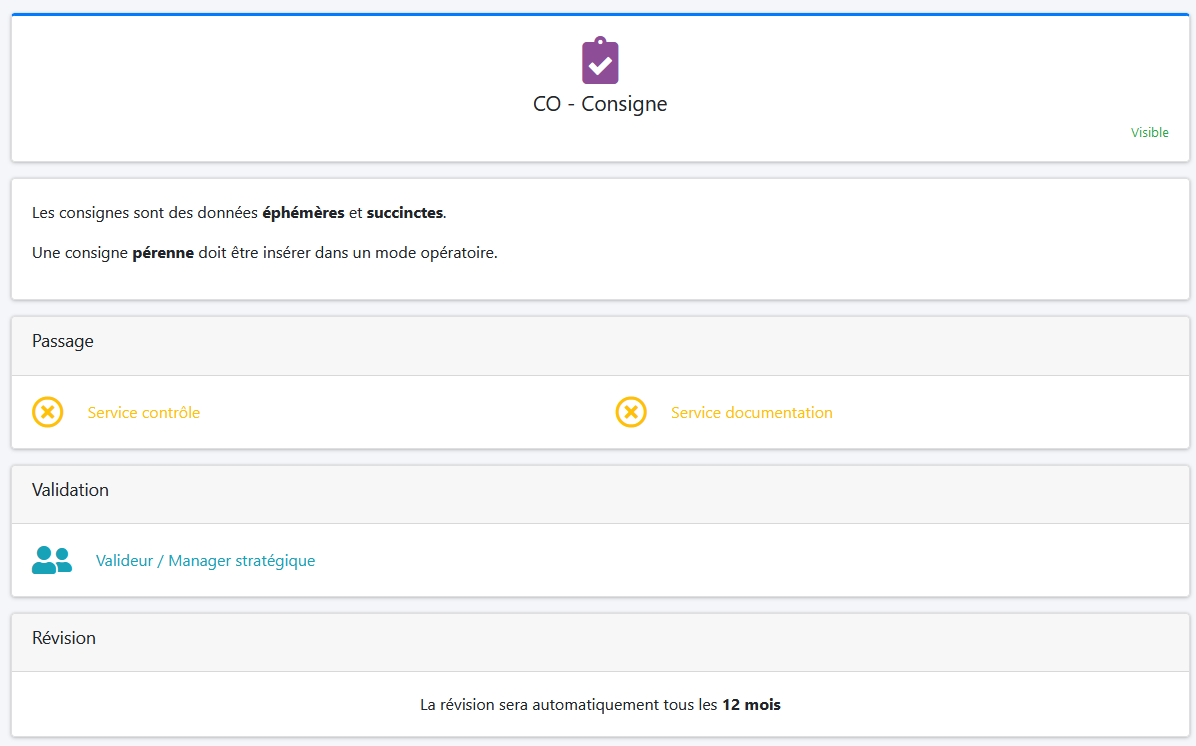 CO - Consigne
Visible
Les consignes sont des données éphémères et succinctes.
Une consigne pérenne doit être insérer dans un mode opératoire.
Passage
Service contrôle
Service documentation
Validation
Valideur / Manager stratégique
Révision
La révision sera automatiquement tous les 12 mois